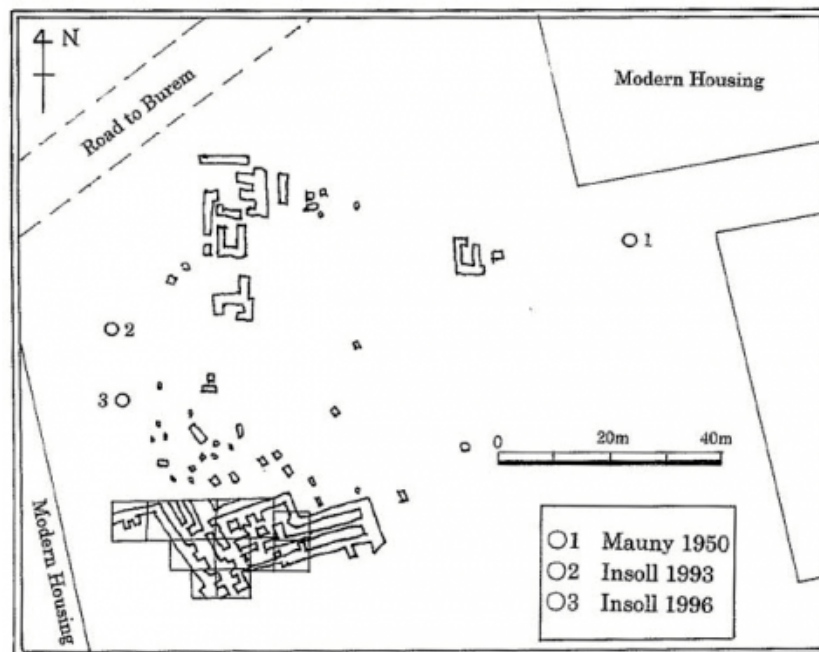 4 N
Road to Burem
Modern Housing
1
2
3
0 20m 40m
Modern Housing
1 Mauny 1950
2 Insoll 1993
3 Insoll 1996